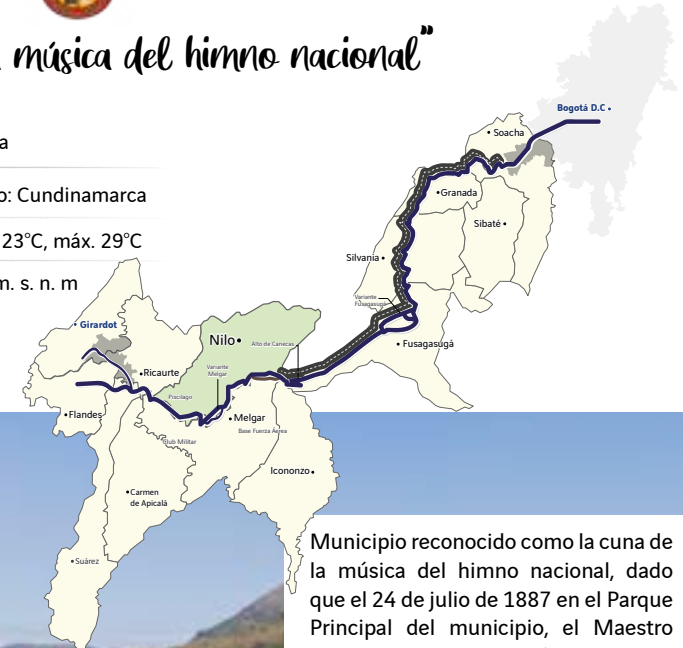 música del himno nacional”
a
o: Cundinamarca
23°C, máx. 29°C
m. s. n. m
Bogotá D.C
Soacha
Granada
Sibaté
Silvania
Variante
Fusagasugá
Fusagasugá
Girardot
Nilo
Alto de Canecas
Ricaurte
Variante
Melgar
Piscilago
Flandes
Melgar
Base Fuerza Aérea
Club Militar
Icononzo
Carmen
de Apicalá
Suárez
Municipio reconocido como la cuna de
la música del himno nacional, dado
que el 24 de julio de 1887 en el Parque
Principal del municipio, el Maestro